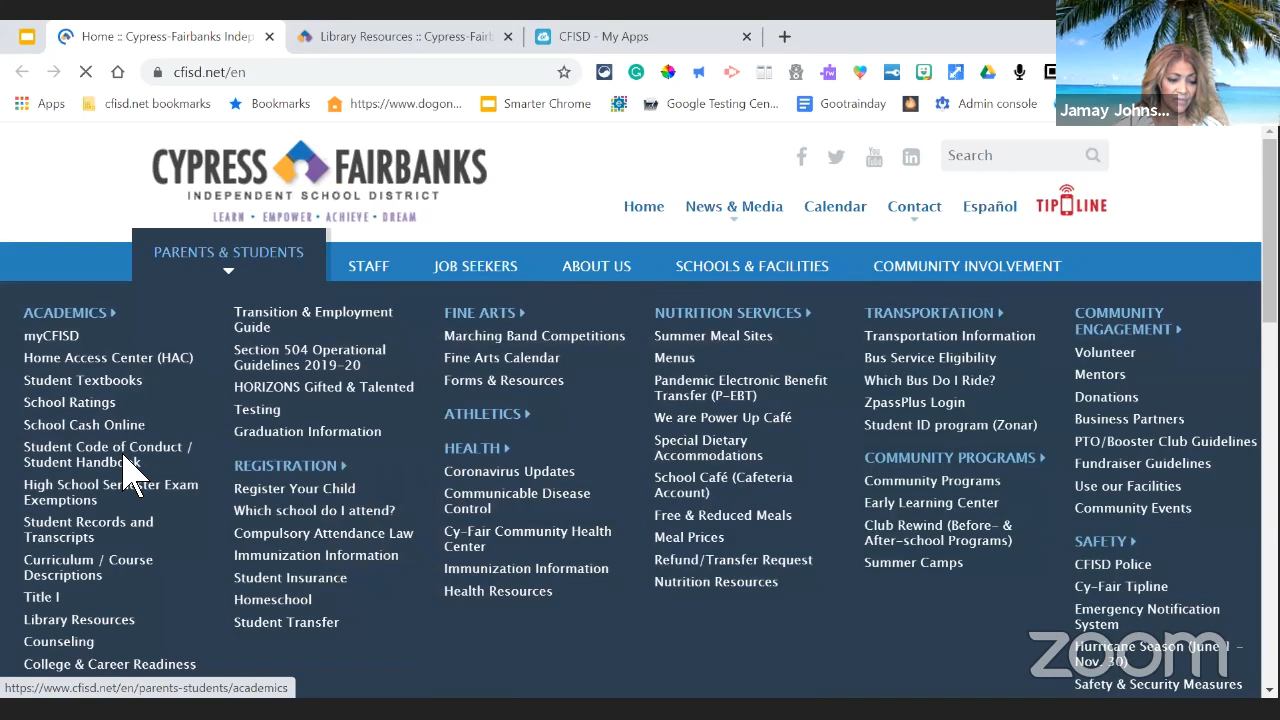 Home :: Cypress-Fairbanks Indep
Library Resources :: Cypress-Fairb
CFISD - My Apps
cfisd.net/en
Apps
cfisd.net bookmarks
Bookmarks
https://www.dogon...
Smarter Chrome
Google Testing Cen...
Gootrainday
Admin console
Jamay Johns...
CYPRESS FAIRBANKS
INDEPENDENT SCHOOL DISTRICT
LEARN • EMPOWER • ACHIEVE • DREAM
You Tube
in
Search
Home
News & Media
Calendar
Contact
Español
TIPLINE
PARENTS & STUDENTS
STAFF
JOB SEEKERS
ABOUT US
SCHOOLS & FACILITIES
COMMUNITY INVOLVEMENT
ACADEMICS
myCFISD
Home Access Center (HAC)
Student Textbooks
School Ratings
School Cash Online
Student Code of Conduct /
Student Handbook
High School Semester Exam
Exemptions
Student Records and
Transcripts
Curriculum / Course
Descriptions
Title I
Library Resources
Counseling
College & Career Readiness
Transition & Employment
Guide
Section 504 Operational
Guidelines 2019-20
HORIZONS Gifted & Talented
Testing
Graduation Information
REGISTRATION
Register Your Child
Which school do I attend?
Compulsory Attendance Law
Immunization Information
Student Insurance
Homeschool
Student Transfer
FINE ARTS
Marching Band Competitions
Fine Arts Calendar
Forms & Resources
ATHLETICS
HEALTH
Coronavirus Updates
Communicable Disease
Control
Cy-Fair Community Health
Center
Immunization Information
Health Resources
NUTRITION SERVICES
Summer Meal Sites
Menus
Pandemic Electronic Benefit
Transfer (P-EBT)
We are Power Up Café
Special Dietary
Accommodations
School Café (Cafeteria
Account)
Free & Reduced Meals
Meal Prices
Refund/Transfer Request
Nutrition Resources
TRANSPORTATION
Transportation Information
Bus Service Eligibility
Which Bus Do I Ride?
ZpassPlus Login
Student ID program (Zonar)
COMMUNITY PROGRAMS
Community Programs
Early Learning Center
Club Rewind (Before- &
After-school Programs)
Summer Camps
COMMUNITY
ENGAGEMENT
Volunteer
Mentors
Donations
Business Partners
PTO/Booster Club Guidelines
Fundraiser Guidelines
Use our Facilities
Community Events
SAFETY
CFISD Police
Cy-Fair Tipline
Emergency Notification
System
Hurricane Season (June 1 -
Nov. 30)
Safety & Security Measures
zoom
https://www.cfisd.net/en/parents-students/academics